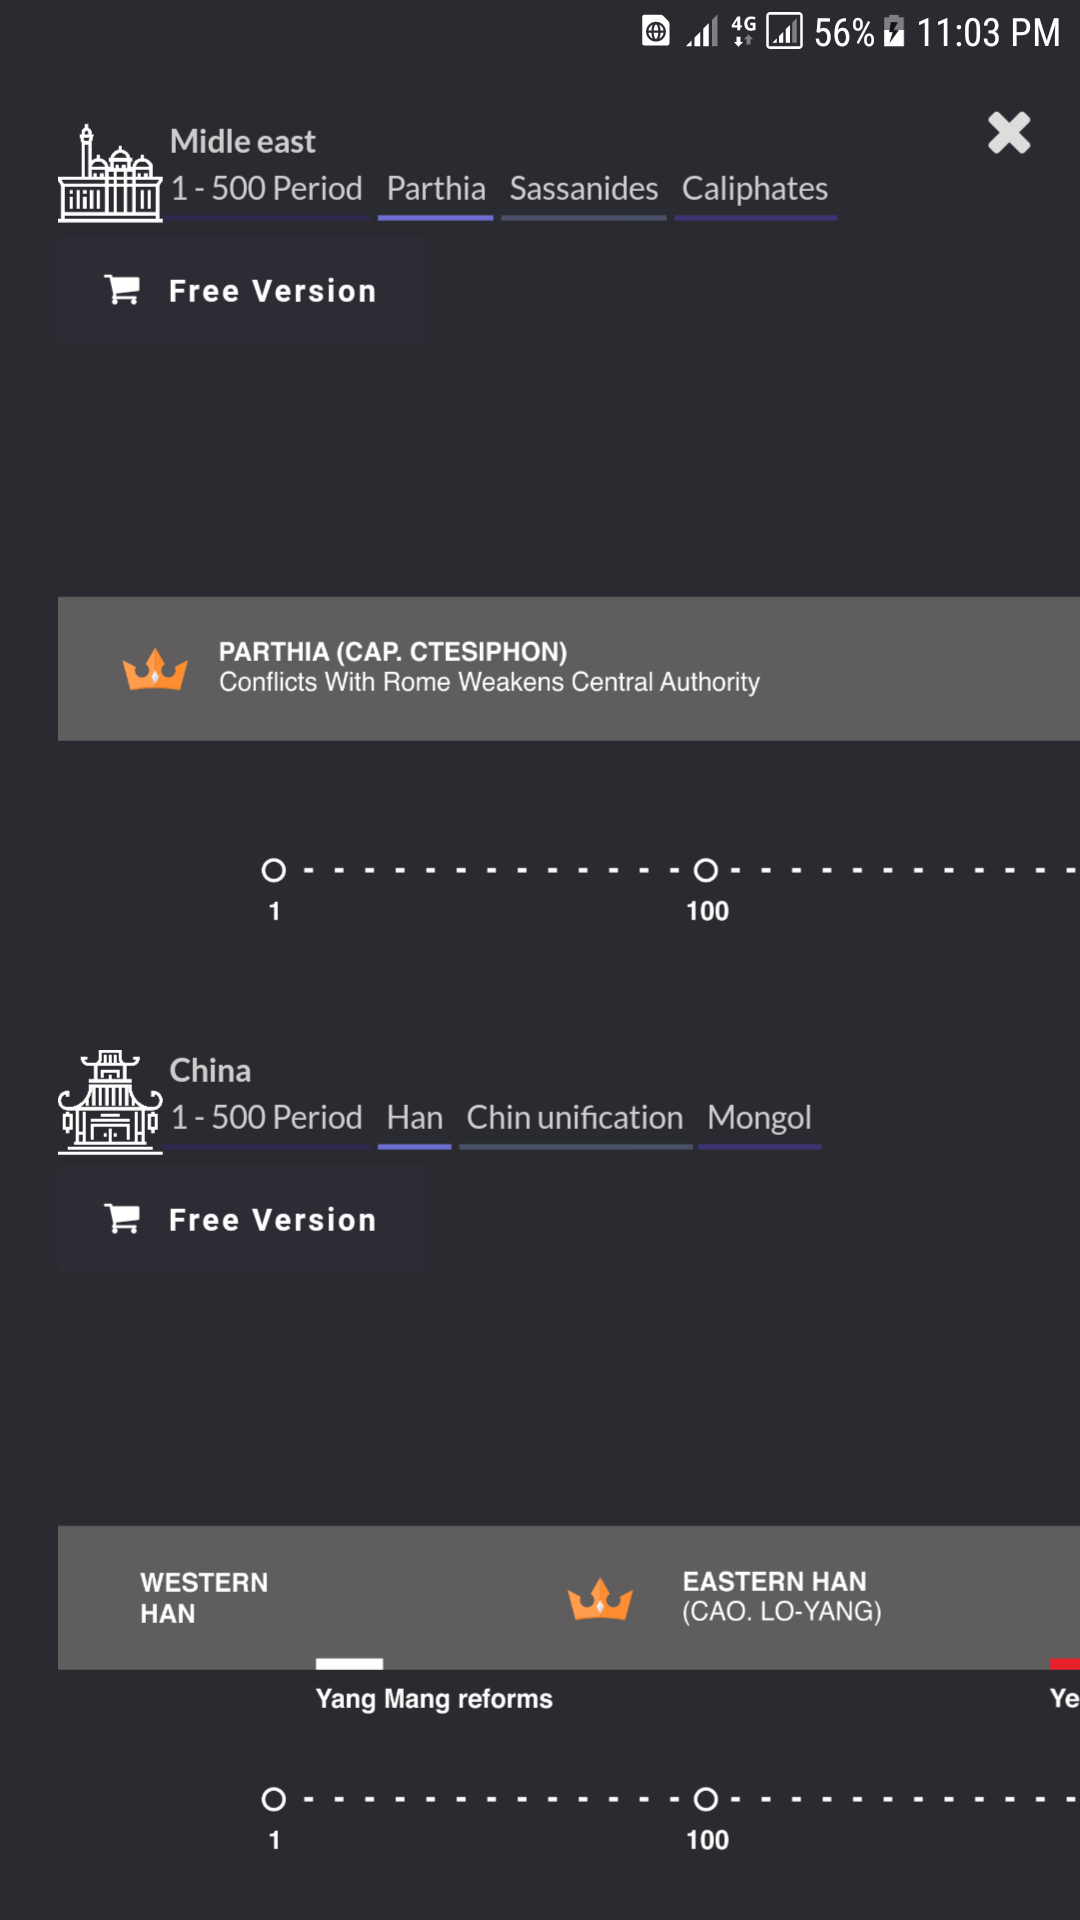 4G 56% 11:03 PM
Midle east
1 - 500 Period Parthia Sassanides Caliphates
Free Version
PARTHIA (CAP. CTESIPHON)
Conflicts With Rome Weakens Central Authority
1 100
China
1 - 500 Period Han Chin unification Mongol
Free Version
WESTERN
HAN
EASTERN HAN
(CAO. LO-YANG)
Yang Mang reforms Ye
1 100